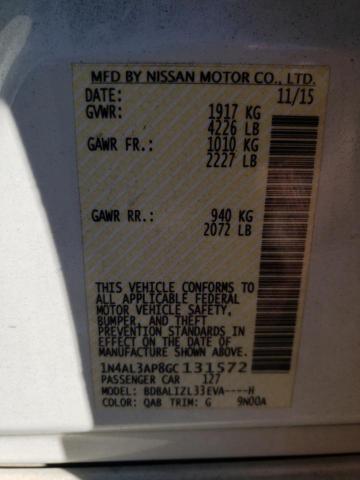 MFD BY NISSAN MOTOR CO., LTD.
DATE: 11/15
GVWR: 1917 KG
4226 LB
GAWR FR.: 1010 KG
2227 LB
GAWR RR.: 940 KG
2072 LB
THIS VEHICLE CONFORMS TO
ALL APPLICABLE FEDERAL
MOTOR VEHICLE SAFETY,
BUMPER, AND THEFT
PREVENTION STANDARDS IN
EFFECT ON THE DATE OF
MANUFACTURE SHOWN ABOVE.
1N4AL3AP8GC131572
PASSENGER CAR 127
MODEL: BDBALIZL33EVA----H
COLOR: QAB TRIM: G 9N00A